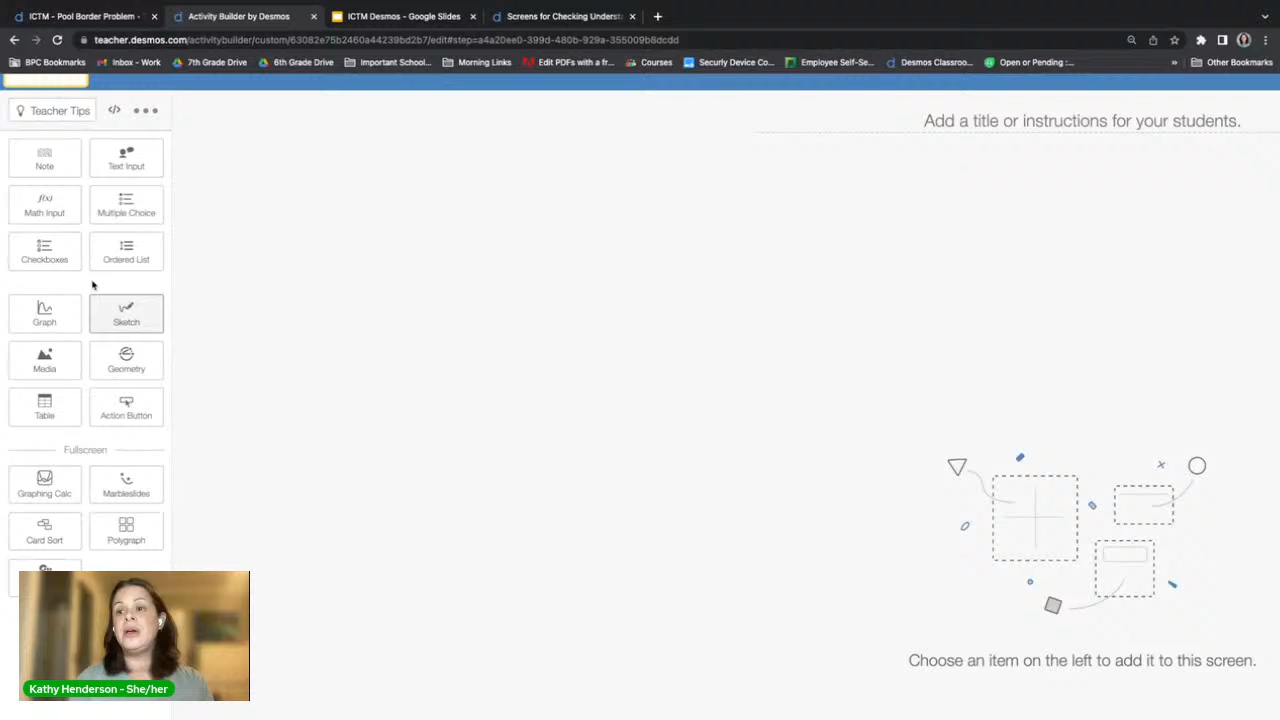 ICTM - Pool Border Problem -
Activity Builder by Desmos
ICTM Desmos - Google Slides
Screens for Checking Underst
teacher.desmos.com/activitybuilder/custom/63082e75b2460a44239bd2b7/edit#step=a4a20ee0-399d-480b-929a-355009b8dcdd
BPC Bookmarks
Inbox - Work
7th Grade Drive
6th Grade Drive
Important School...
Morning Links
Edit PDFs with a fr...
Courses
Securly Device Co...
Employee Self-Se...
Desmos Classroo...
Open or Pending :...
Other Bookmarks
Teacher Tips
Add a title or instructions for your students.
Note
Text Input
f(x)
Math Input
Multiple Choice
Checkboxes
Ordered List
Graph
Sketch
Media
Geometry
Table
Action Button
Fullscreen
Graphing Calc
Marbleslides
Card Sort
Polygraph
Choose an item on the left to add it to this screen.
Kathy Henderson - She/her